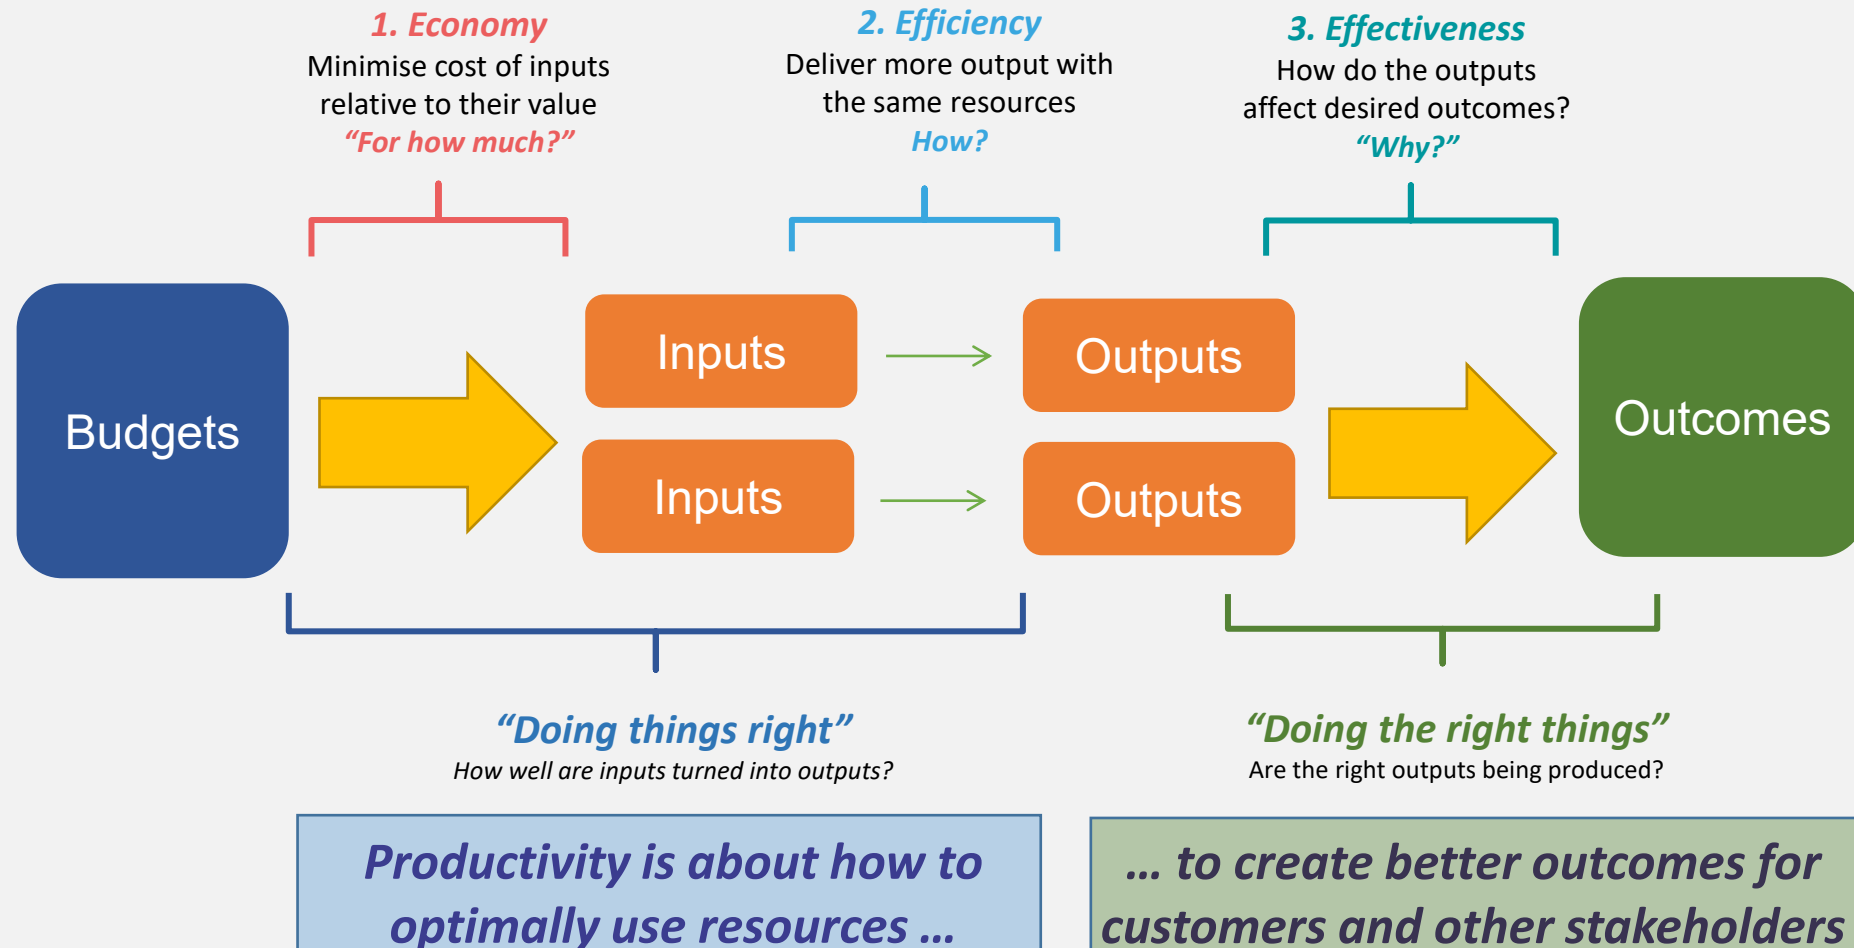 1. Economy
Minimise cost of inputs
relative to their value
“For how much?”
2. Efficiency
Deliver more output with
the same resources
How?
3. Effectiveness
How do the outputs
affect desired outcomes?
“Why?”
Budgets
Inputs
Outputs
Inputs
Outputs
Outcomes
“Doing things right”
How well are inputs turned into outputs?
“Doing the right things”
Are the right outputs being produced?
Productivity is about how to
optimally use resources ...
... to create better outcomes for
customers and other stakeholders